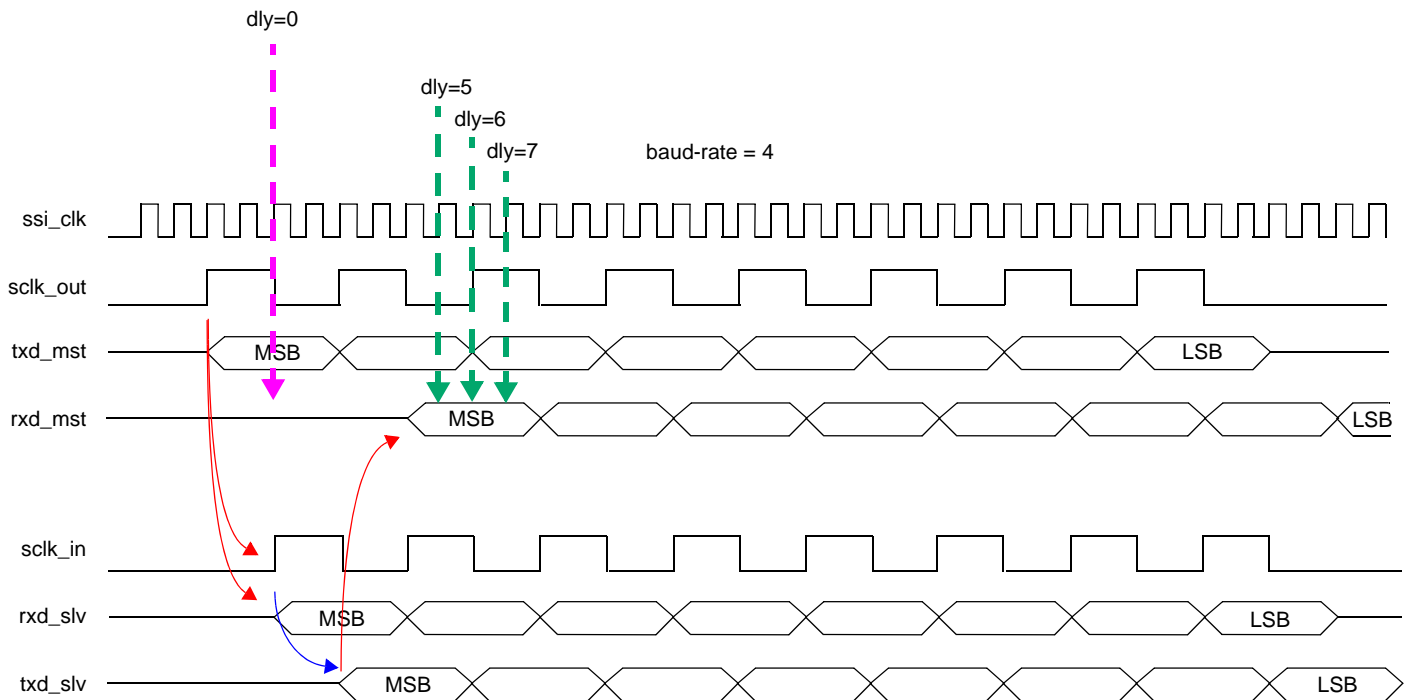 dly=0
dly=5
dly=6
dly=7
baud-rate = 4
ssi_clk
sclk_out
txd_mst
MSB
LSB
rxd_mst
MSB
LSB
sclk_in
rxd_slv
MSB
LSB
txd_slv
MSB
LSB